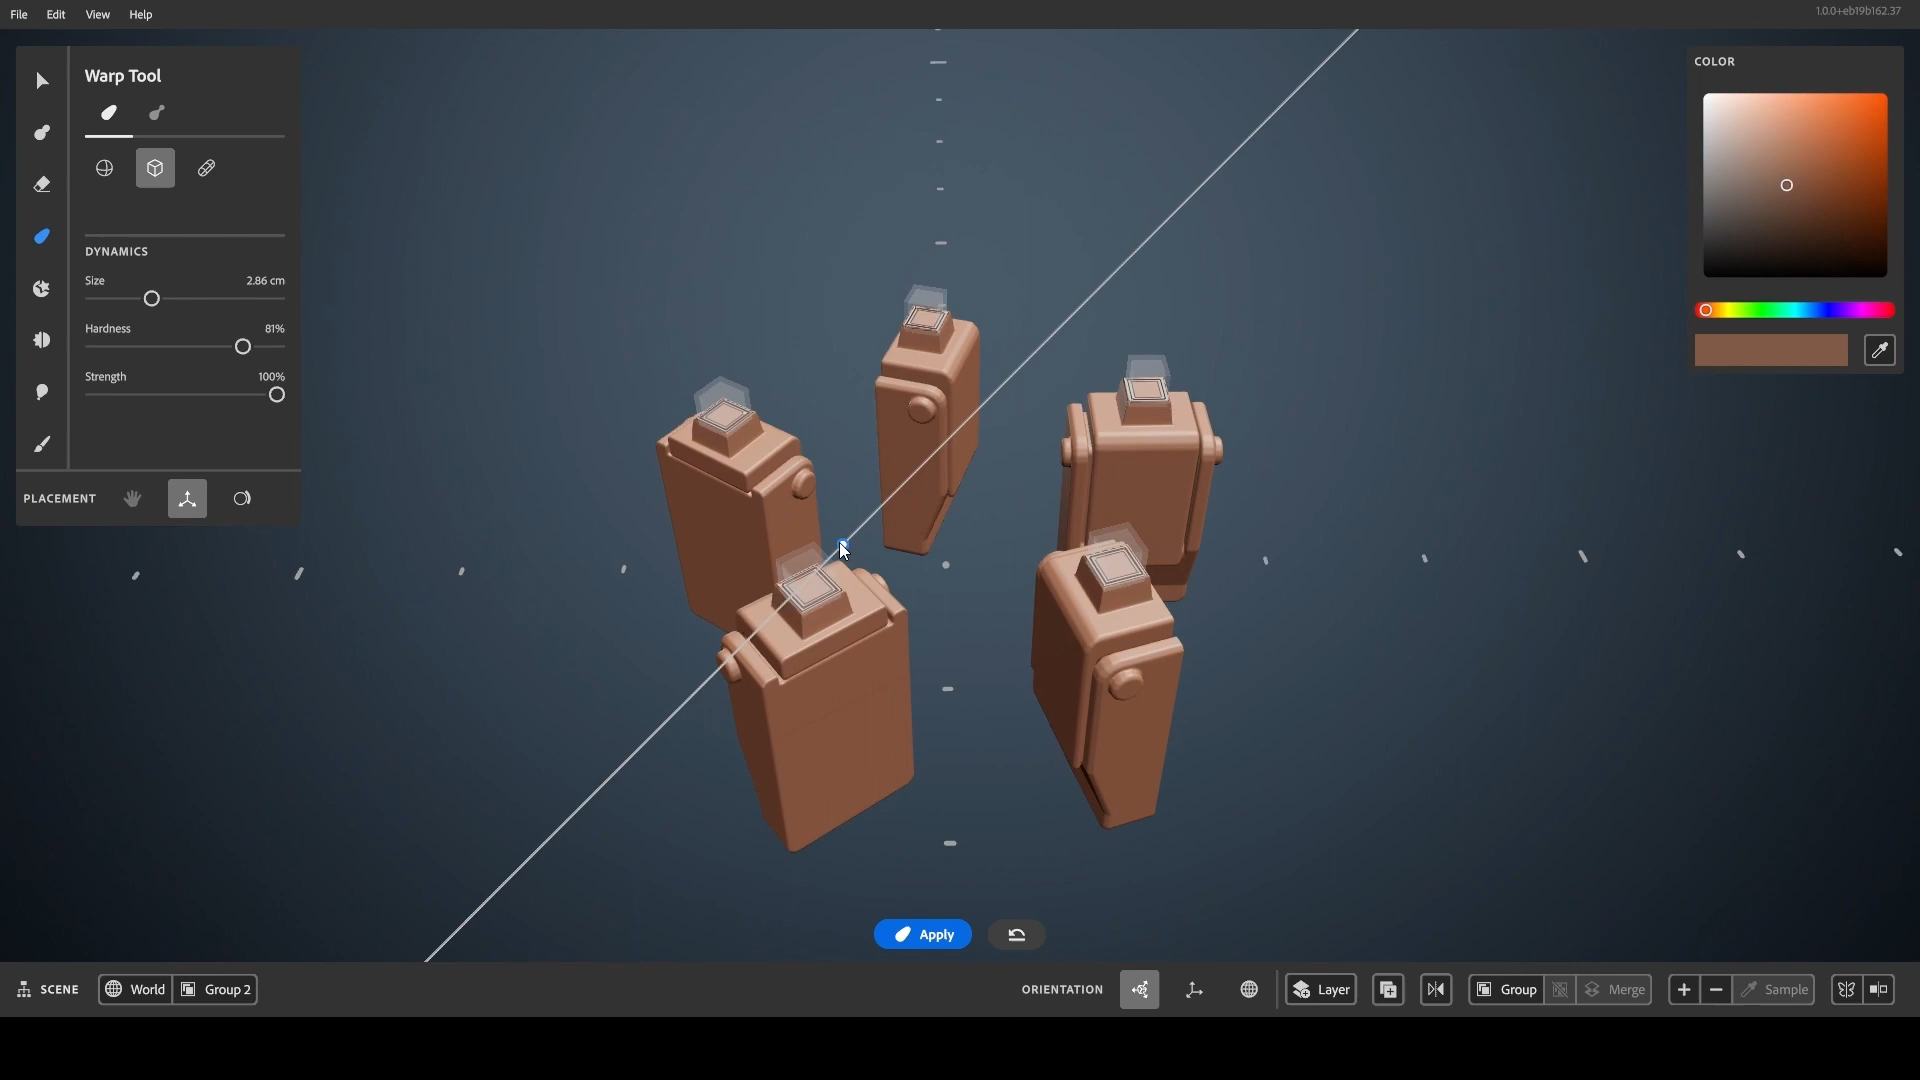 File Edit View Help
1.0.0+eb19b162.37
Warp Tool
DYNAMICS
Size 2.86 cm
Hardness 81%
Strength 100%
PLACEMENT
COLOR
Apply
SCENE World Group 2 ORIENTATION Layer Group Merge Sample